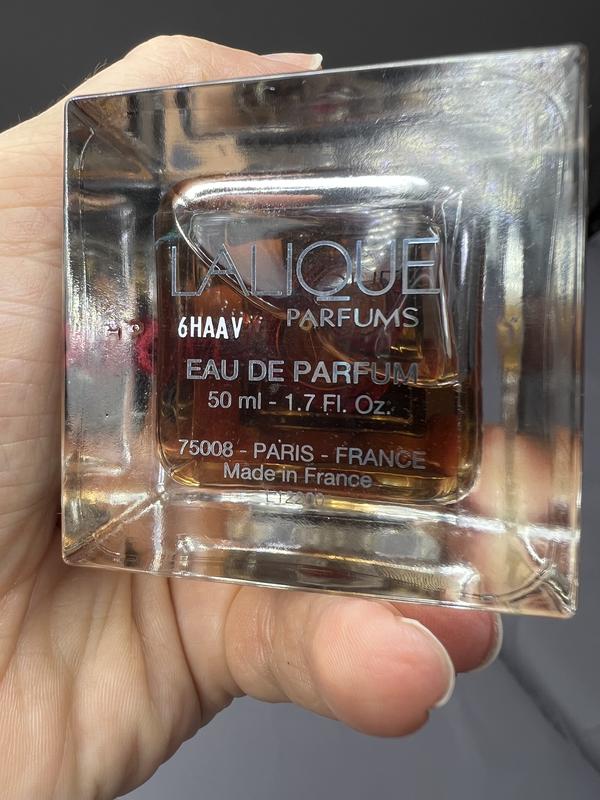 LALIQUE
PARFUMS
6HAAV
EAU DE PARFUM
50 ml - 1.7 Fl. Oz.
75008 - PARIS - FRANCE
Made in France